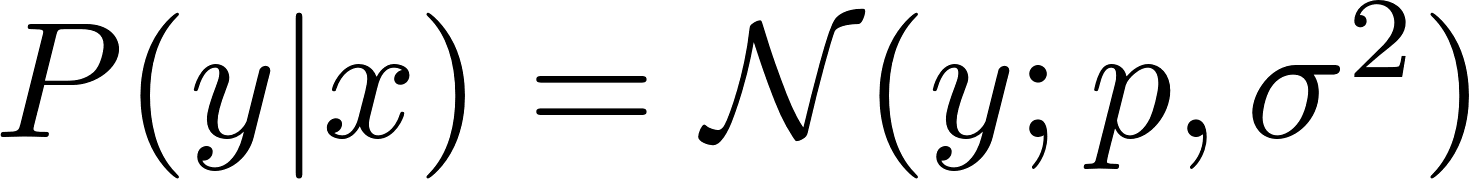 P(y|x) = 𝒩(y; p, σ²)